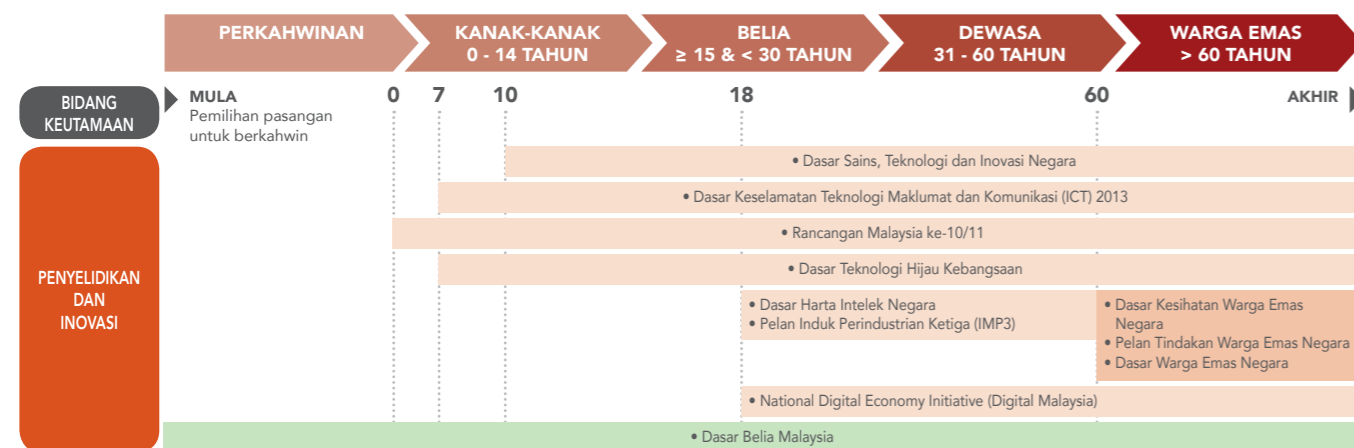 PERKAHWINAN
KANAK-KANAK
0 - 14 TAHUN
BELIA
≥ 15 & < 30 TAHUN
DEWASA
31 - 60 TAHUN
WARGA EMAS
> 60 TAHUN
BIDANG
KEUTAMAAN
MULA
Pemilihan pasangan
untuk berkahwin
0
7
10
18
60
AKHIR
PENYELIDIKAN
DAN
INOVASI
• Dasar Sains, Teknologi dan Inovasi Negara
• Dasar Keselamatan Teknologi Maklumat dan Komunikasi (ICT) 2013
• Rancangan Malaysia ke-10/11
• Dasar Teknologi Hijau Kebangsaan
• Dasar Harta Intelek Negara
• Pelan Induk Perindustrian Ketiga (IMP3)
• Dasar Kesihatan Warga Emas
Negara
• Pelan Tindakan Warga Emas Negara
• Dasar Warga Emas Negara
• National Digital Economy Initiative (Digital Malaysia)
• Dasar Belia Malaysia